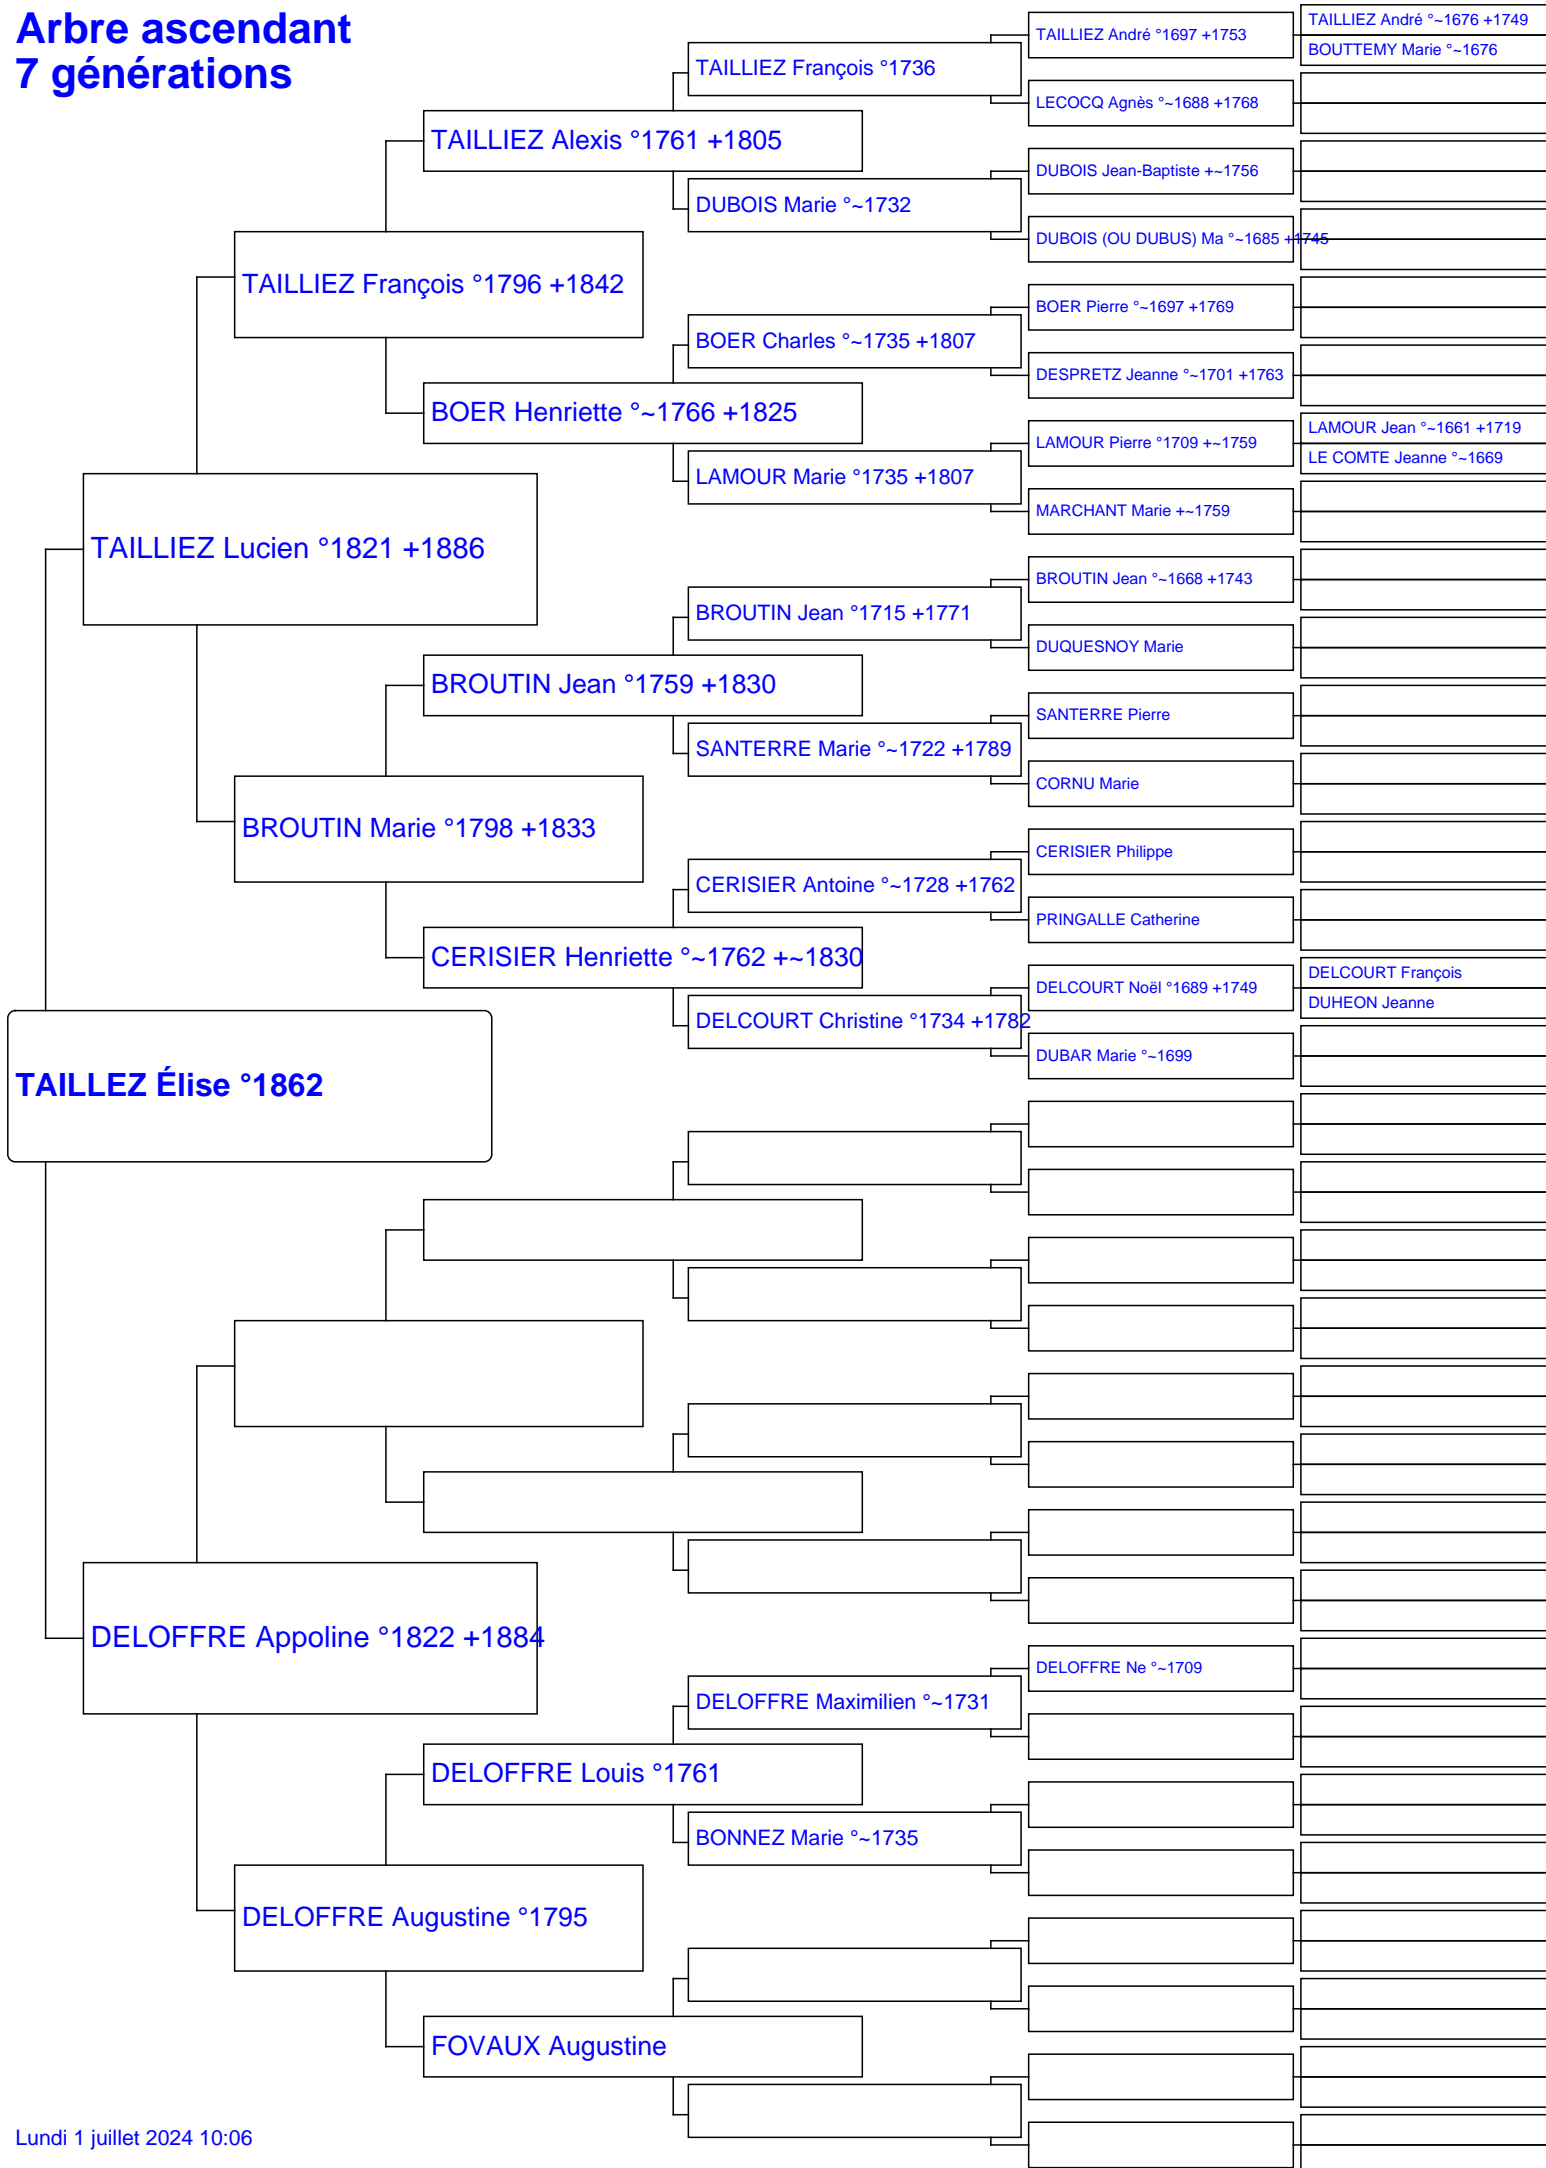 Arbre ascendant
7 générations
TAILLIEZ André °1697 +1753
TAILLIEZ André °~1676 +1749
BOUTTEMY Marie °~1676
TAILLIEZ François °1736
LECOCQ Agnès °~1688 +1768
TAILLIEZ Alexis °1761 +1805
DUBOIS Jean-Baptiste +~1756
DUBOIS Marie °~1732
DUBOIS (OU DUBUS) Ma °~1685 +1745
TAILLIEZ François °1796 +1842
BOER Pierre °~1697 +1769
BOER Charles °~1735 +1807
DESPRETZ Jeanne °~1701 +1763
BOER Henriette °~1766 +1825
LAMOUR Jean °~1661 +1719
LAMOUR Pierre °1709 +~1759
LE COMTE Jeanne °~1669
LAMOUR Marie °1735 +1807
MARCHANT Marie +~1759
TAILLIEZ Lucien °1821 +1886
BROUTIN Jean °~1668 +1743
BROUTIN Jean °1715 +1771
DUQUESNOY Marie
BROUTIN Jean °1759 +1830
SANTERRE Pierre
SANTERRE Marie °~1722 +1789
CORNU Marie
BROUTIN Marie °1798 +1833
CERISIER Philippe
CERISIER Antoine °~1728 +1762
PRINGALLE Catherine
CERISIER Henriette °~1762 +~1830
DELCOURT François
DELCOURT Noël °1689 +1749
DUHEON Jeanne
DELCOURT Christine °1734 +1782
DUBAR Marie °~1699
TAILLEZ Élise °1862
DELOFFRE Appoline °1822 +1884
DELOFFRE Ne °~1709
DELOFFRE Maximilien °~1731
DELOFFRE Louis °1761
BONNEZ Marie °~1735
DELOFFRE Augustine °1795
FOVAUX Augustine
Lundi 1 juillet 2024 10:06